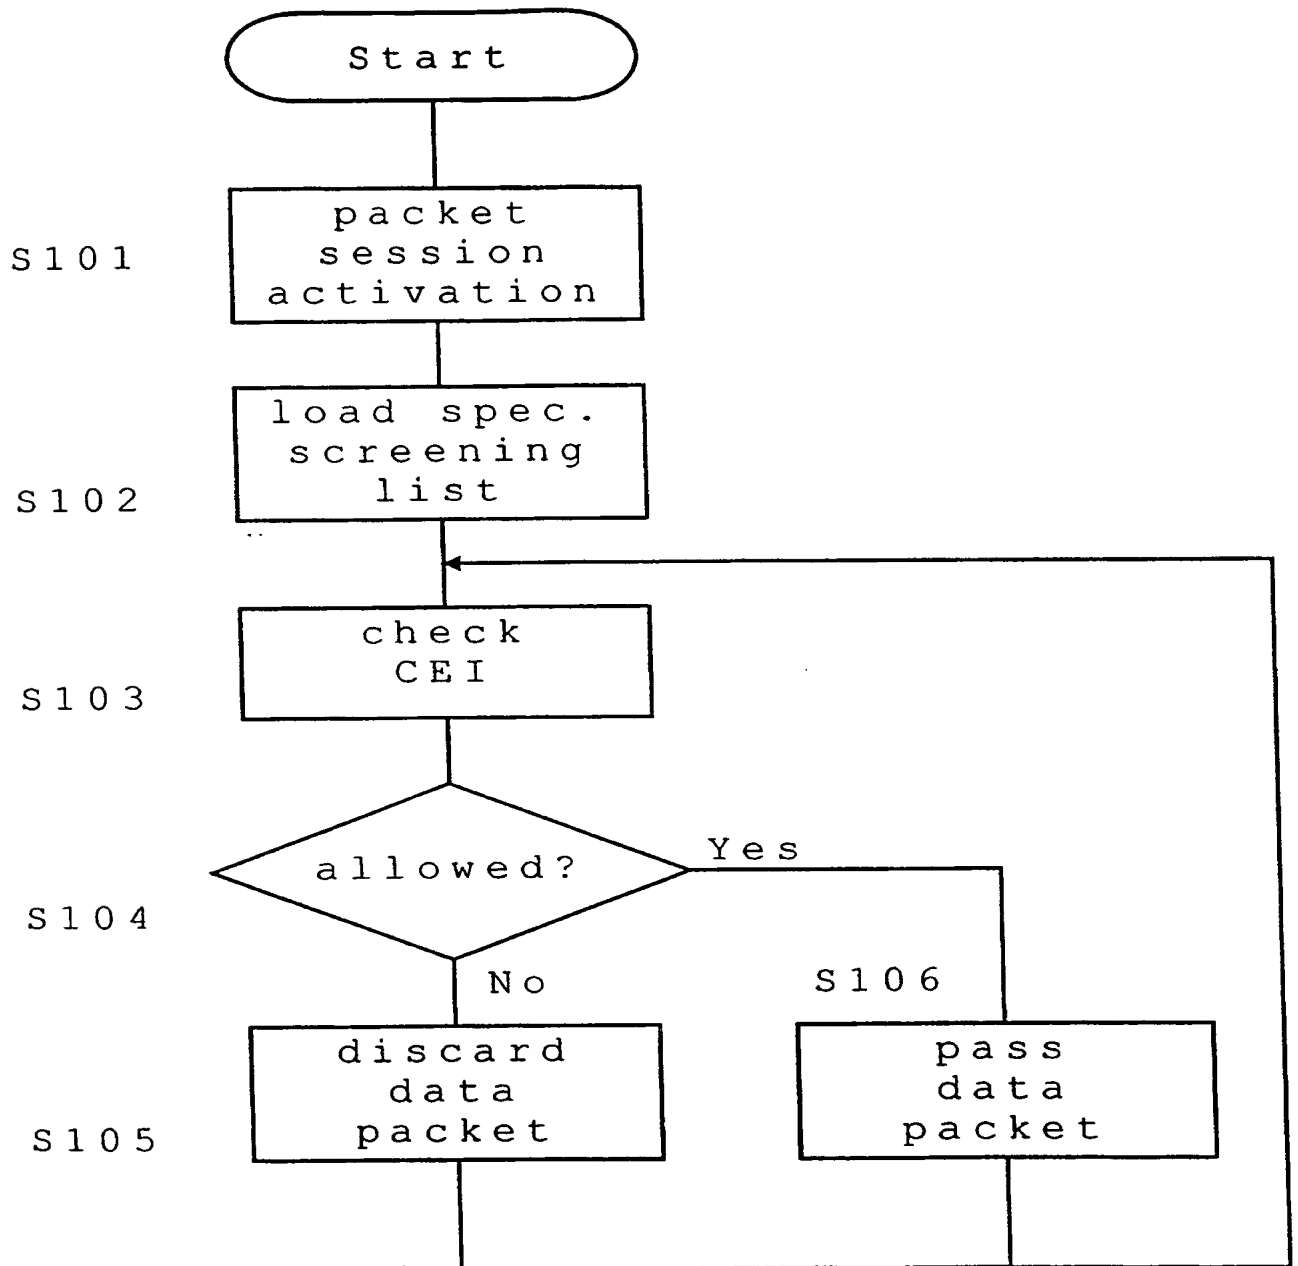 Start
S101
packet
session
activation
S102
load spec.
screening
list
S103
check
CEI
S104
allowed?
Yes
No
S106
S105
discard
data
packet
pass
data
packet